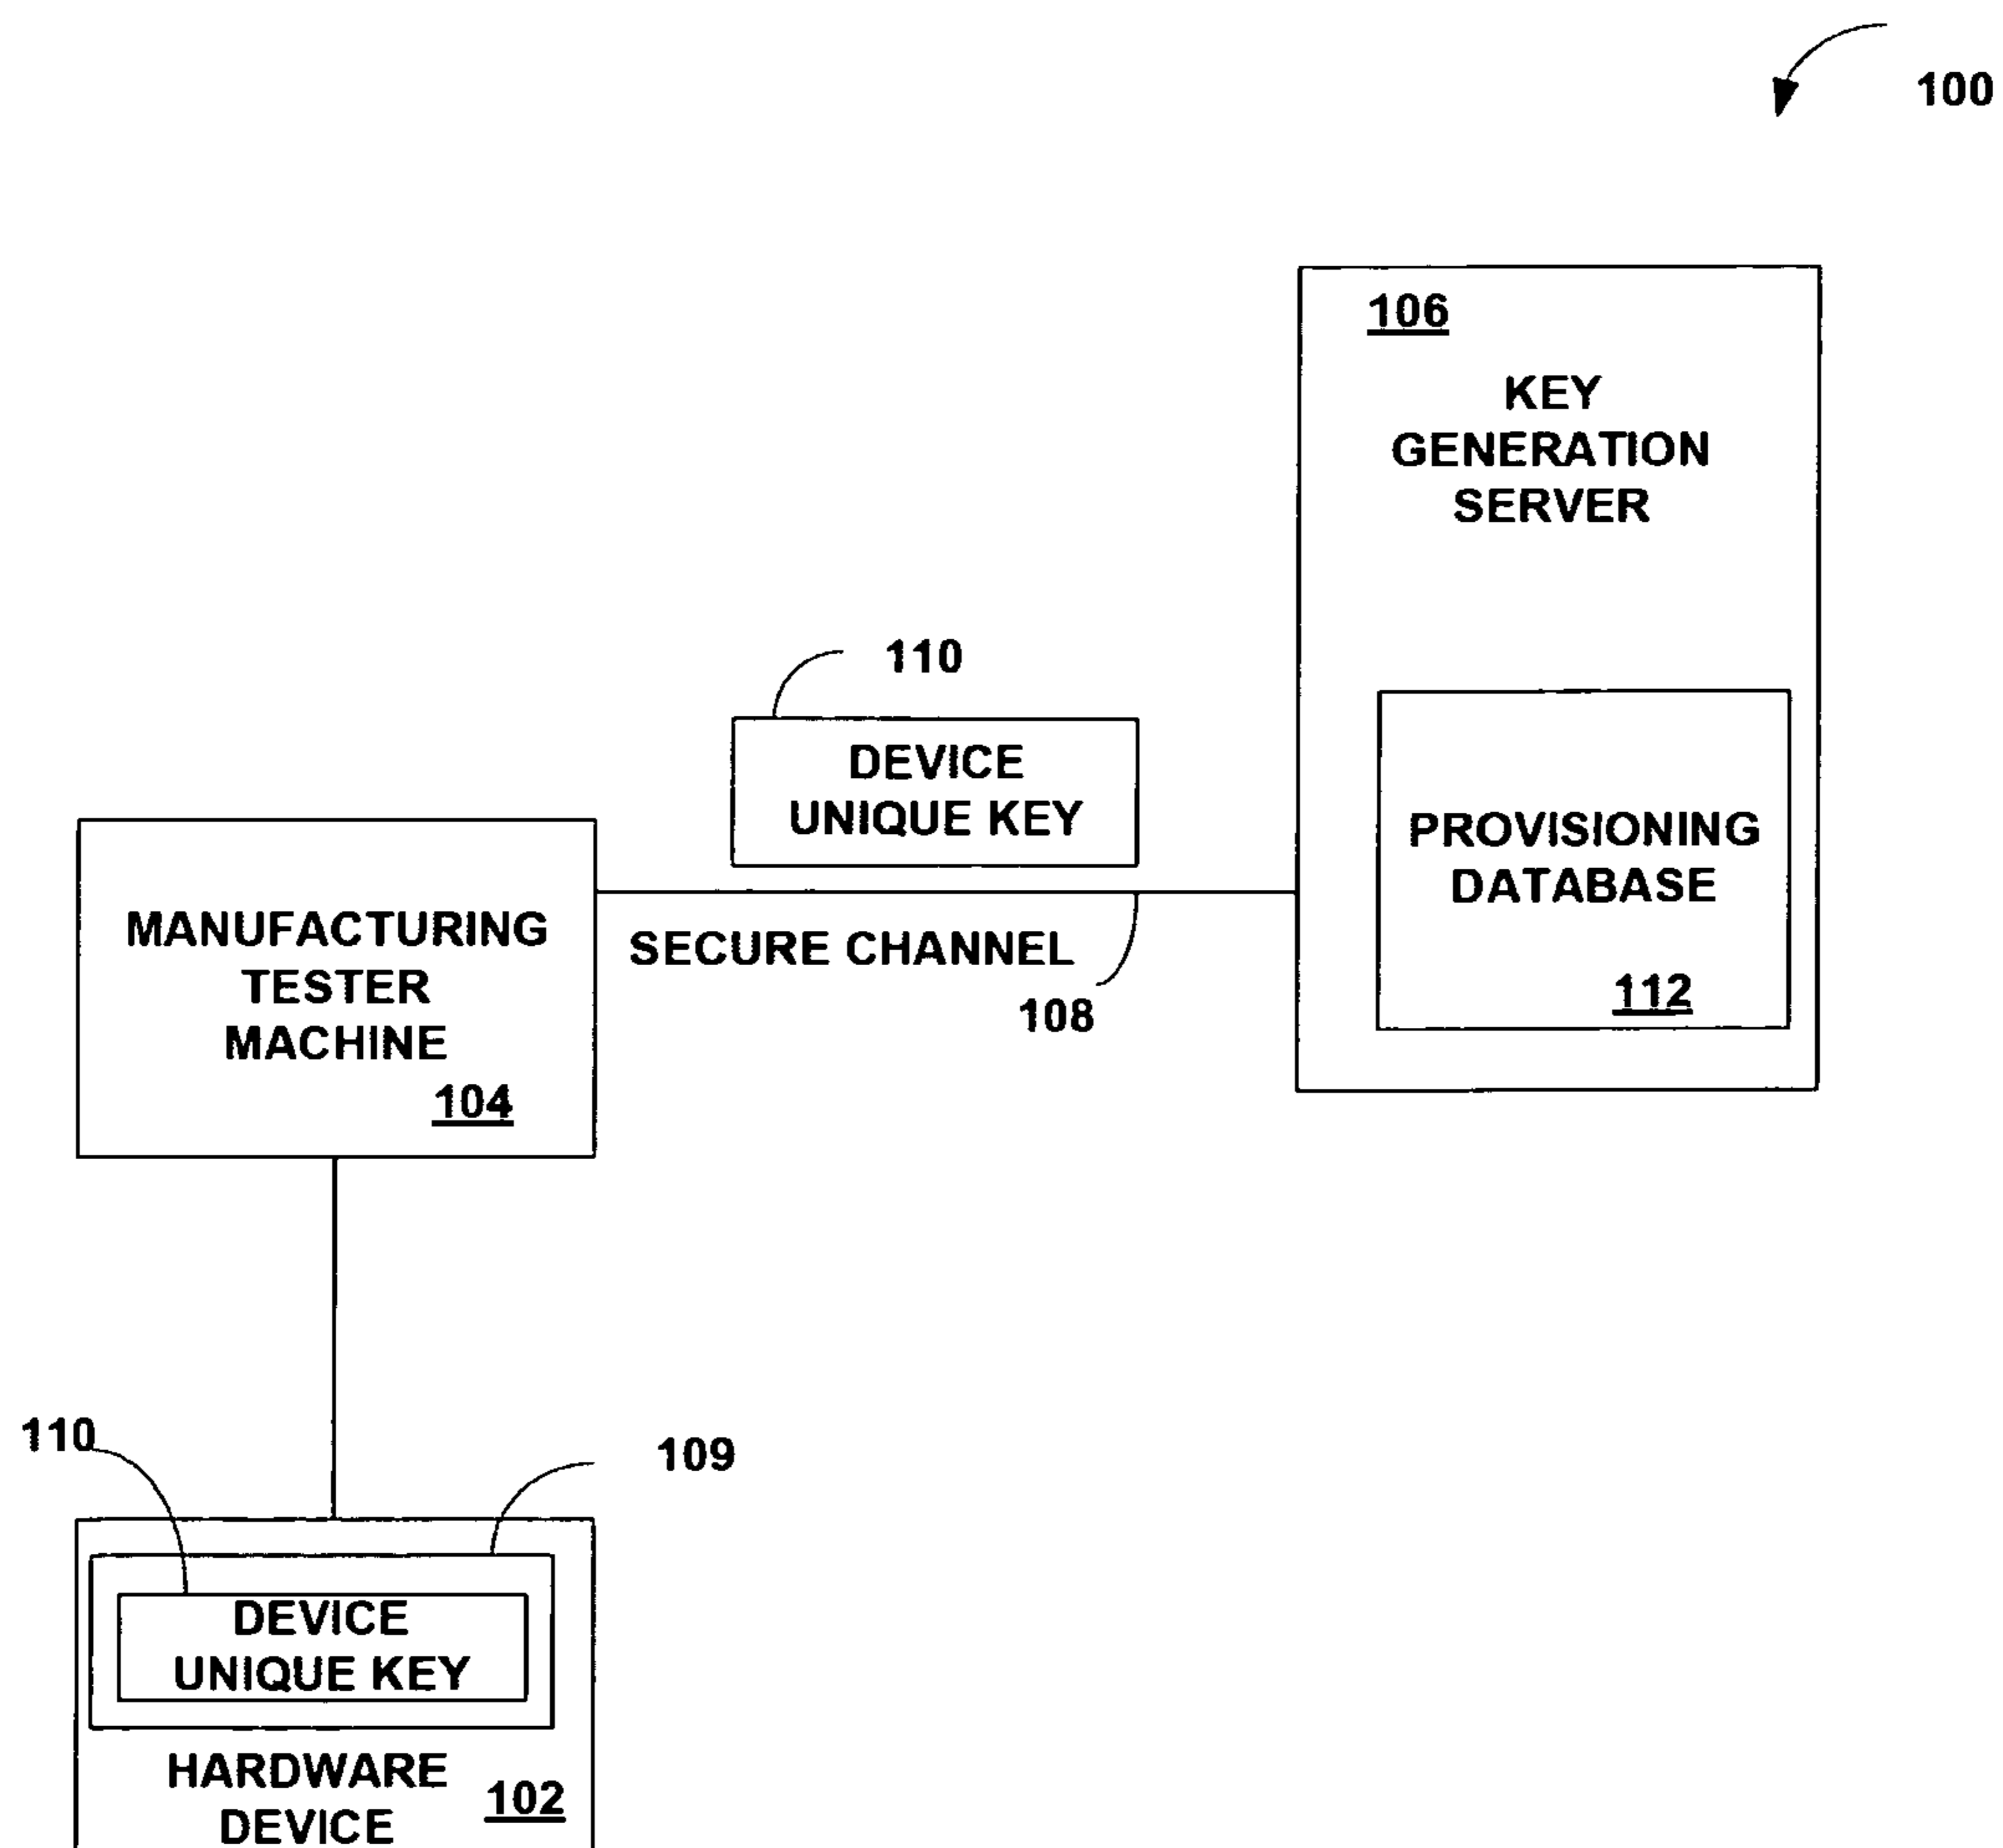 100
106
KEY
GENERATION
SERVER
110
DEVICE
UNIQUE KEY
PROVISIONING
DATABASE
112
MANUFACTURING
TESTER
MACHINE
104
SECURE CHANNEL
108
110
109
DEVICE
UNIQUE KEY
HARDWARE
DEVICE
102